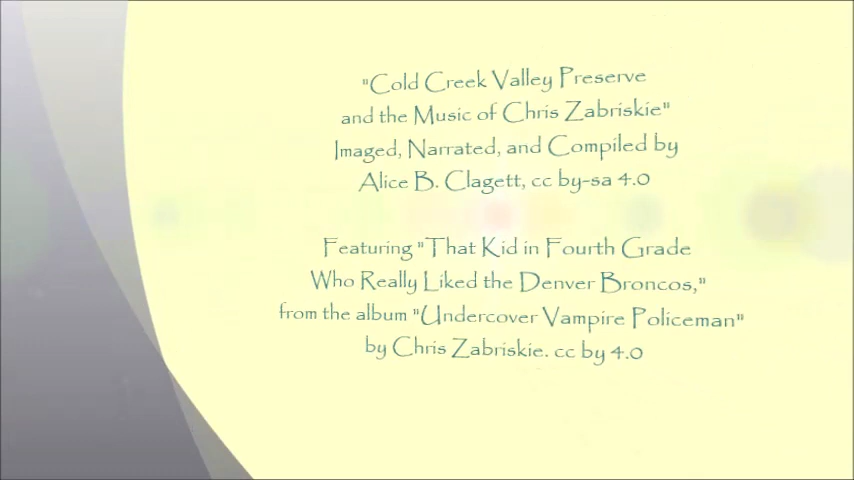 "Cold Creek Valley Preserve
and the Music of Chris Zabriskie"
Imaged, Narrated, and Compiled by
Alice B. Clagett, cc by-sa 4.0
Featuring "That Kid in Fourth Grade
Who Really Liked the Denver Broncos,"
from the album "Undercover Vampire Policeman"
by Chris Zabriskie. cc by 4.0